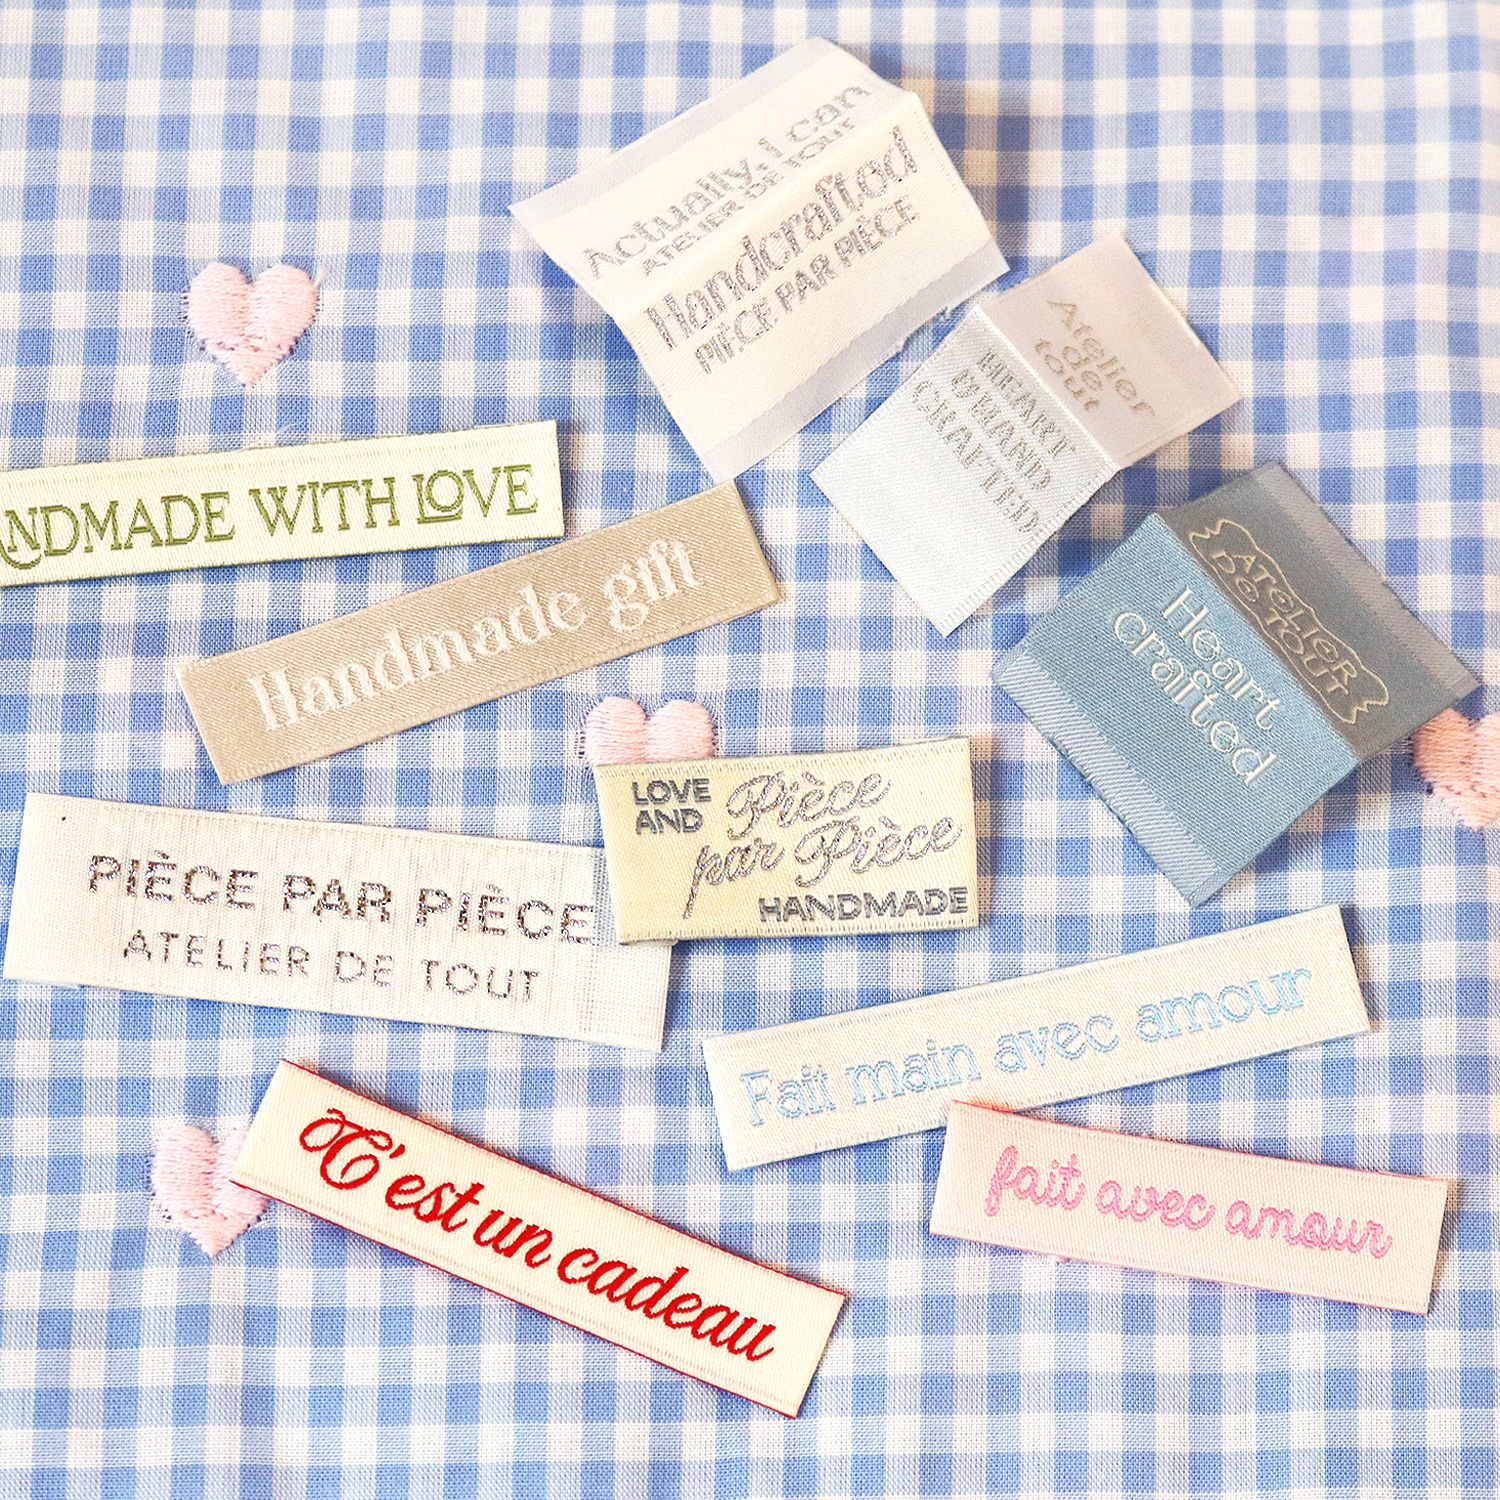 Actually, I can
ATELIER DE TOUT
Handcrafted
PIÈCE PAR PIÈCE
Atelier
de
tout
HEART
AND HAND
CRAFTED
ANDMADE WITH LOVE
Handmade gift
ATELIER
DE TOUT
Heart
crafted
LOVE
AND
Pièce
par Pièce
HANDMADE
PIÈCE PAR PIÈCE
ATELIER DE TOUT
Fait main avec amour
fait avec amour
C'est un cadeau